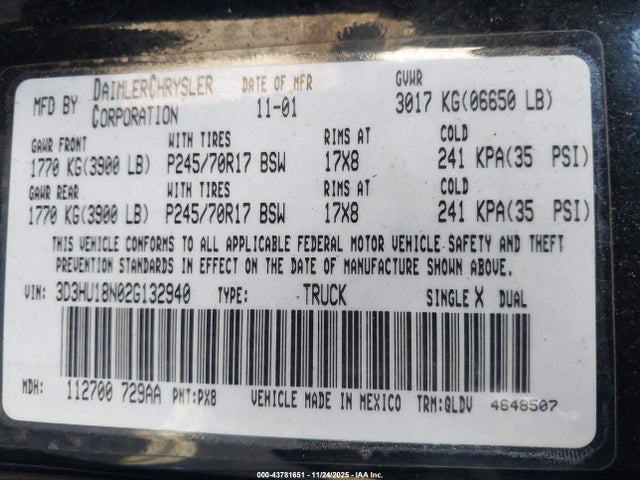 MFD BY DAIMLERCHRYSLER CORPORATION DATE OF MFR 11-01 GVWR 3017 KG(06650 LB)
GAWR FRONT WITH TIRES RIMS AT COLD
1770 KG(3900 LB) P245/70R17 BSW 17X8 241 KPA(35 PSI)
GAWR REAR WITH TIRES RIMS AT COLD
1770 KG(3900 LB) P245/70R17 BSW 17X8 241 KPA(35 PSI)
THIS VEHICLE CONFORMS TO ALL APPLICABLE FEDERAL MOTOR VEHICLE SAFETY AND THEFT
PREVENTION STANDARDS IN EFFECT ON THE DATE OF MANUFACTURE SHOWN ABOVE.
VIN: 3D3HU18N02G132940 TYPE: TRUCK SINGLE X DUAL
MDH: 112700 729AA PNT:PX8 VEHICLE MADE IN MEXICO TRM:QLDV 4648507
000-43781651 - 11/24/2025 - IAA Inc.